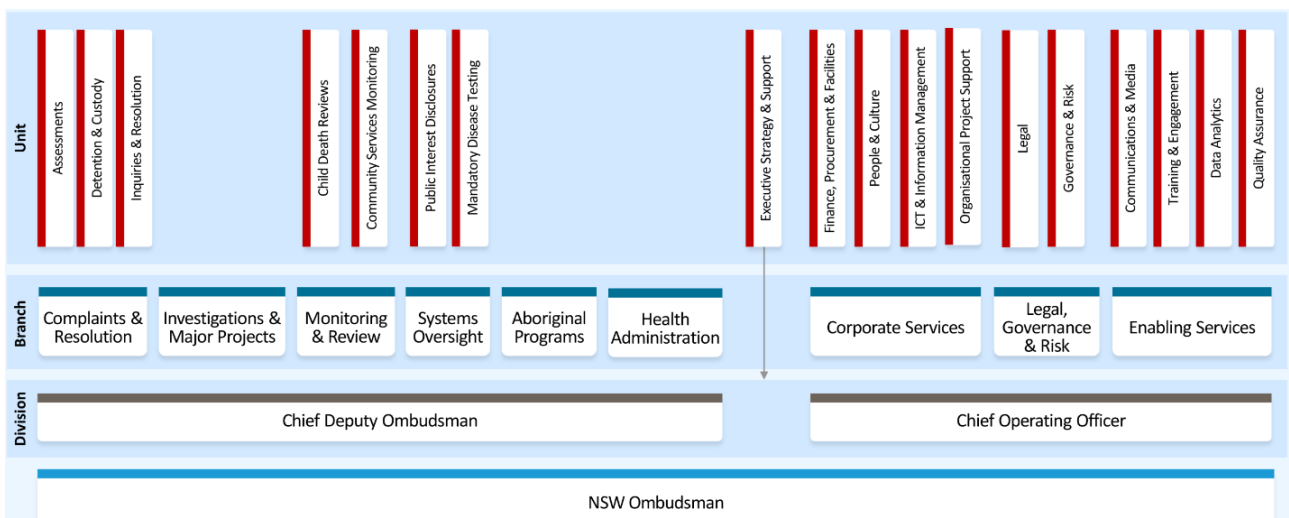 Unit
Assessments
Detention & Custody
Inquiries & Resolution
Child Death Reviews
Community Services Monitoring
Public Interest Disclosures
Mandatory Disease Testing
Executive Strategy & Support
Finance, Procurement & Facilities
People & Culture
ICT & Information Management
Organisational Project Support
Legal
Governance & Risk
Communications & Media
Training & Engagement
Data Analytics
Quality Assurance
Branch
Complaints &
Resolution
Investigations &
Major Projects
Monitoring
& Review
Systems
Oversight
Aboriginal
Programs
Health
Administration
Corporate Services
Legal,
Governance
& Risk
Enabling Services
Division
Chief Deputy Ombudsman
Chief Operating Officer
NSW Ombudsman